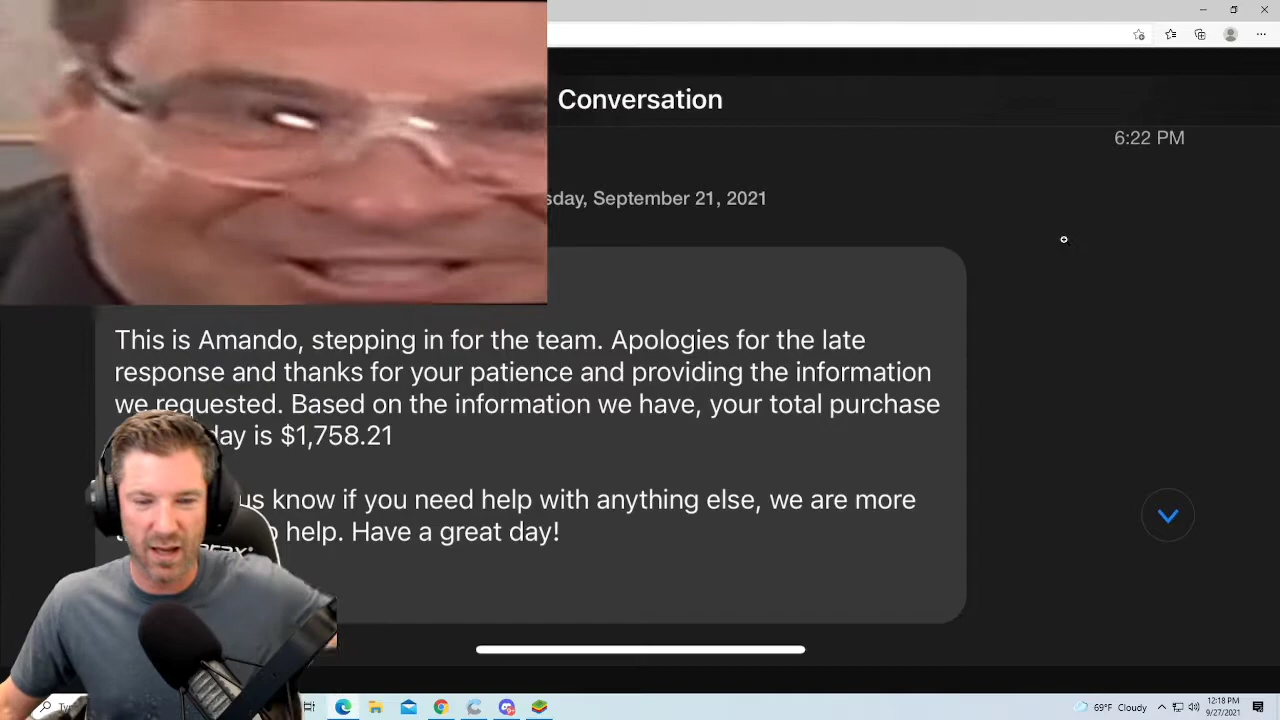 Conversation
6:22 PM
sday, September 21, 2021
This is Amando, stepping in for the team. Apologies for the late
response and thanks for your patience and providing the information
we requested. Based on the information we have, your total purchase
day is $1,758.21
us know if you need help with anything else, we are more
help. Have a great day!
69°F Cloudy
12:18 PM
9/27/2021